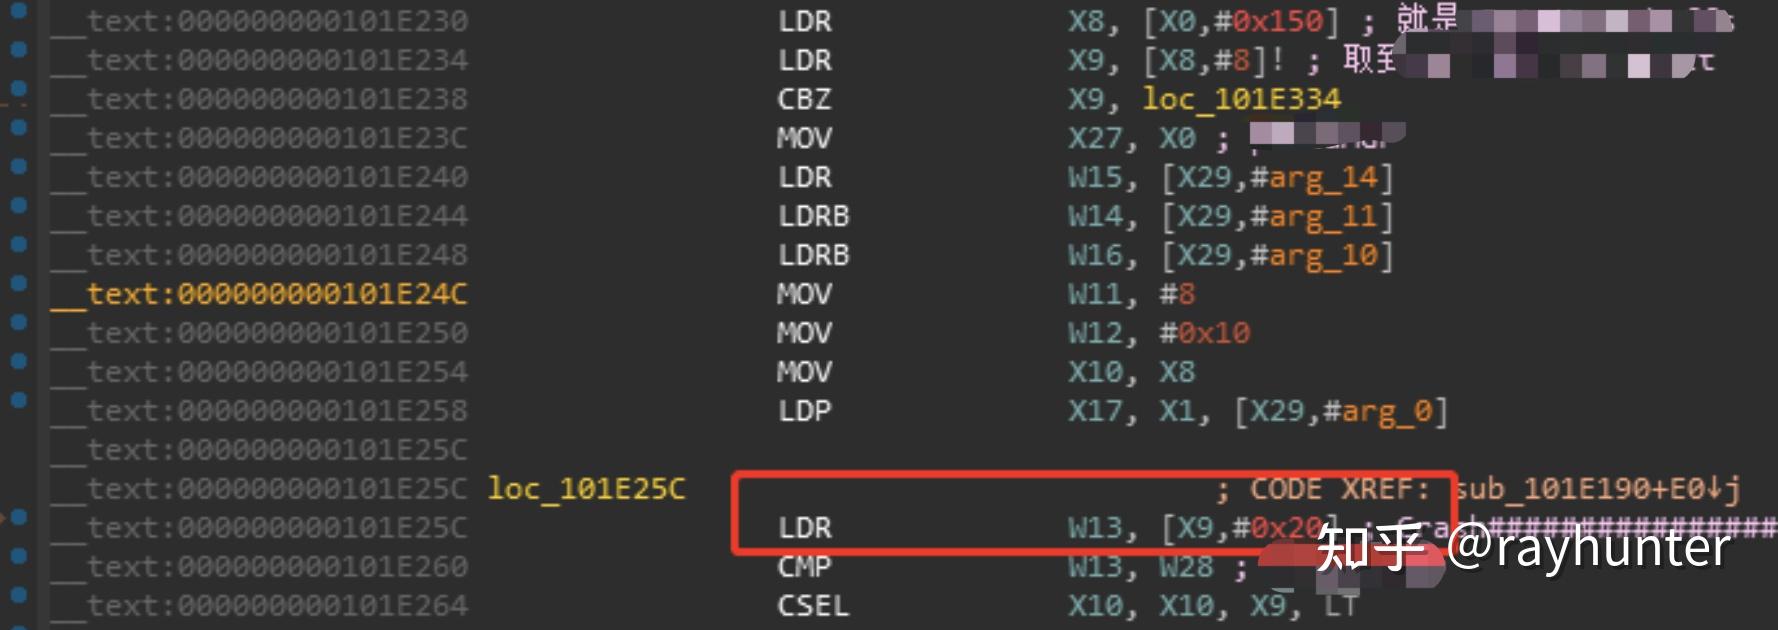 __text:000000000101E230 LDR X8, [X0,#0x150] ; 就是
__text:000000000101E234 LDR X9, [X8,#8]! ; 取到
__text:000000000101E238 CBZ X9, loc_101E334
__text:000000000101E23C MOV X27, X0 ;
__text:000000000101E240 LDR W15, [X29,#arg_14]
__text:000000000101E244 LDRB W14, [X29,#arg_11]
__text:000000000101E248 LDRB W16, [X29,#arg_10]
__text:000000000101E24C MOV W11, #8
__text:000000000101E250 MOV W12, #0x10
__text:000000000101E254 MOV X10, X8
__text:000000000101E258 LDP X17, X1, [X29,#arg_0]
__text:000000000101E25C
__text:000000000101E25C loc_101E25C ; CODE XREF: sub_101E190+E0↓j
__text:000000000101E25C LDR W13, [X9,#0x20] ; ################
__text:000000000101E260 CMP W13, W28 ;
__text:000000000101E264 CSEL X10, X10, X9, LT
知乎 @rayhunter